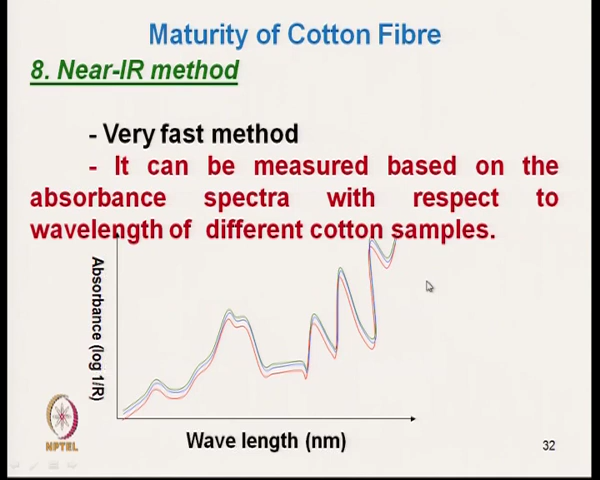 Maturity of Cotton Fibre
8. Near-IR method
- Very fast method
- It can be measured based on the
absorbance spectra with respect to
wavelength of different cotton samples.
Absorbance (log 1/R)
Wave length (nm)
NPTEL
32